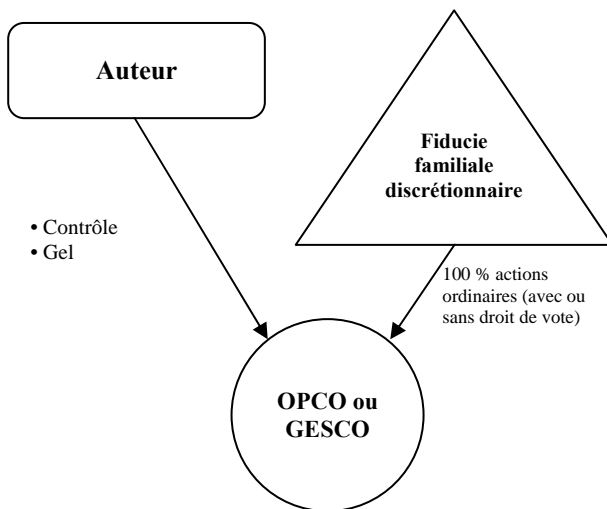 Auteur
Fiducie
familiale
discrétionnaire
• Contrôle
• Gel
100 % actions
ordinaires (avec ou
sans droit de vote)
OPCO ou
GESCO